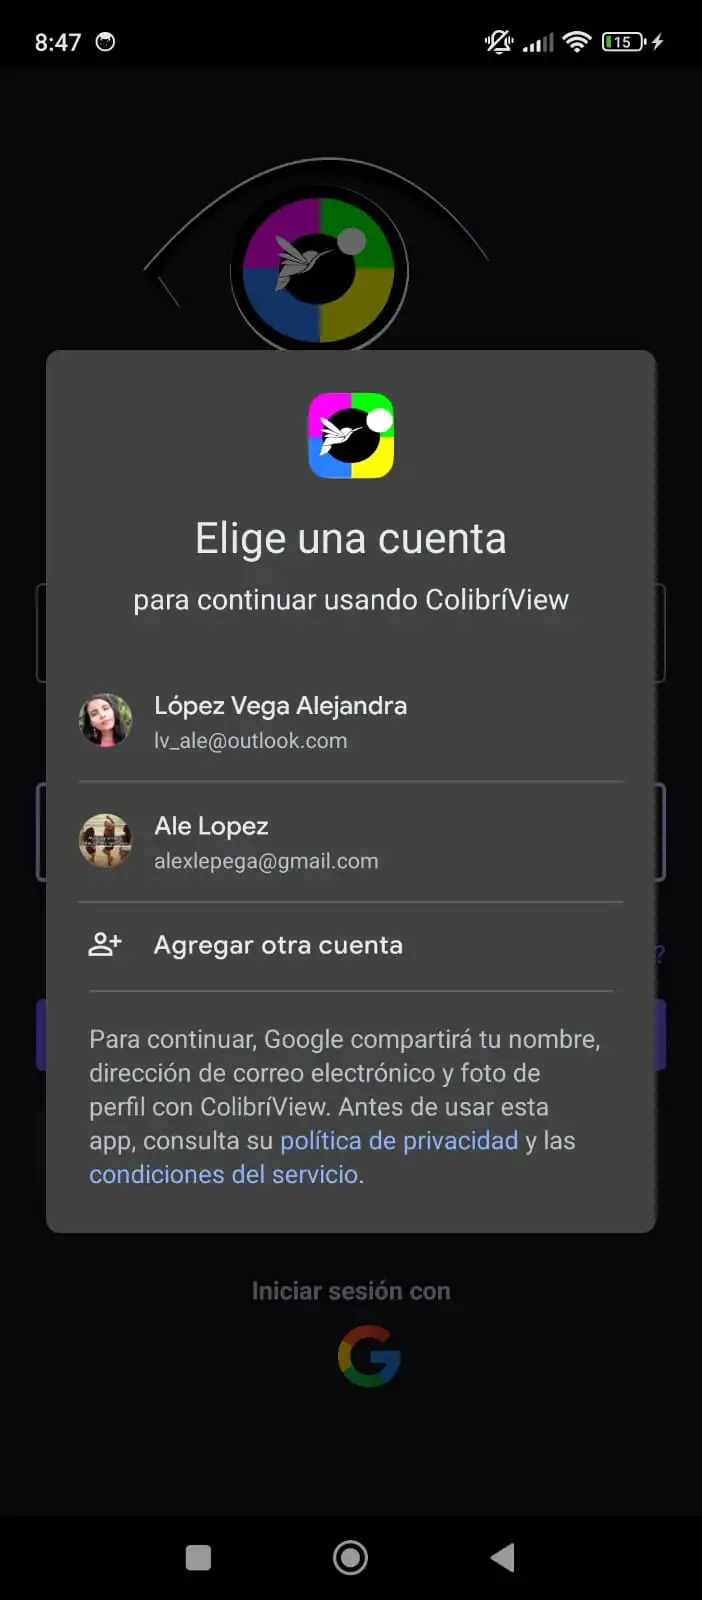 8:47
15
Elige una cuenta
para continuar usando ColibríView
López Vega Alejandra
lv_ale@outlook.com
Ale Lopez
alexlepega@gmail.com
Agregar otra cuenta
?
Para continuar, Google compartirá tu nombre,
dirección de correo electrónico y foto de
perfil con ColibríView. Antes de usar esta
app, consulta su política de privacidad y las
condiciones del servicio.
Iniciar sesión con